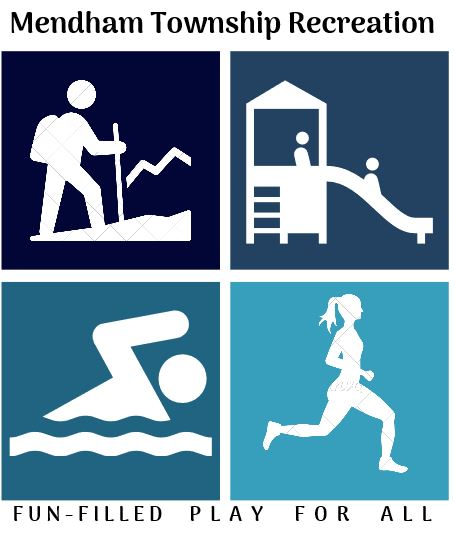 Mendham Township Recreation
FUN-FILLED PLAY FOR ALL